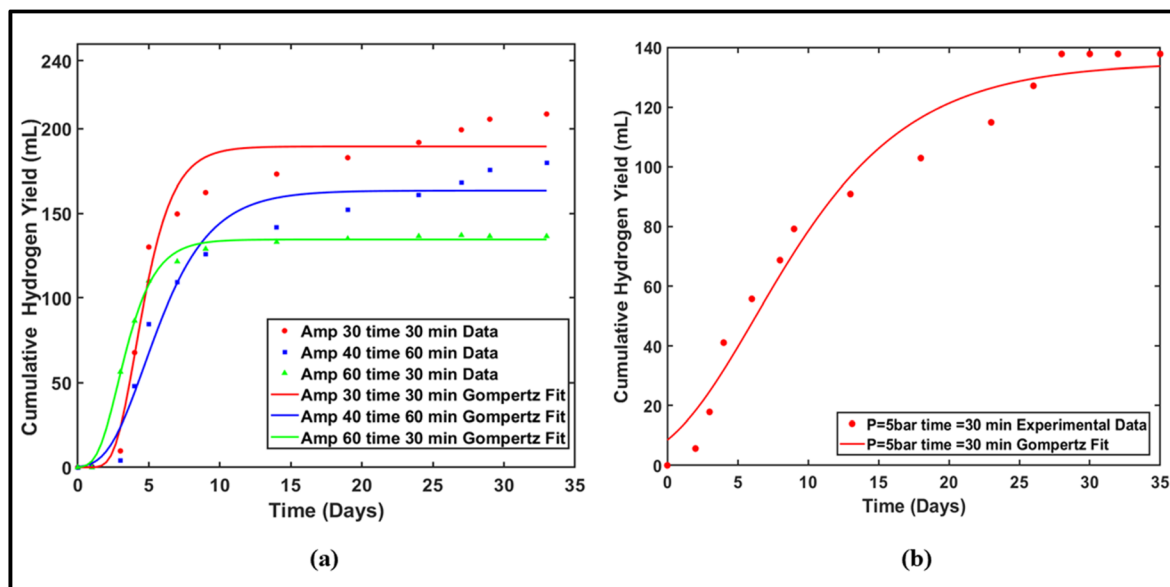 240
200
150
100
50
0
0
5
10
15
20
25
30
35
Cumulative Hydrogen Yield (mL)
Time (Days)
Amp 30 time 30 min Data
Amp 40 time 60 min Data
Amp 60 time 30 min Data
Amp 30 time 30 min Gompertz Fit
Amp 40 time 60 min Gompertz Fit
Amp 60 time 30 min Gompertz Fit
(a)
140
120
100
80
60
40
20
0
0
5
10
15
20
25
30
35
Cumulative Hydrogen Yield (mL)
Time (Days)
P=5bar time =30 min Experimental Data
P=5bar time =30 min Gompertz Fit
(b)